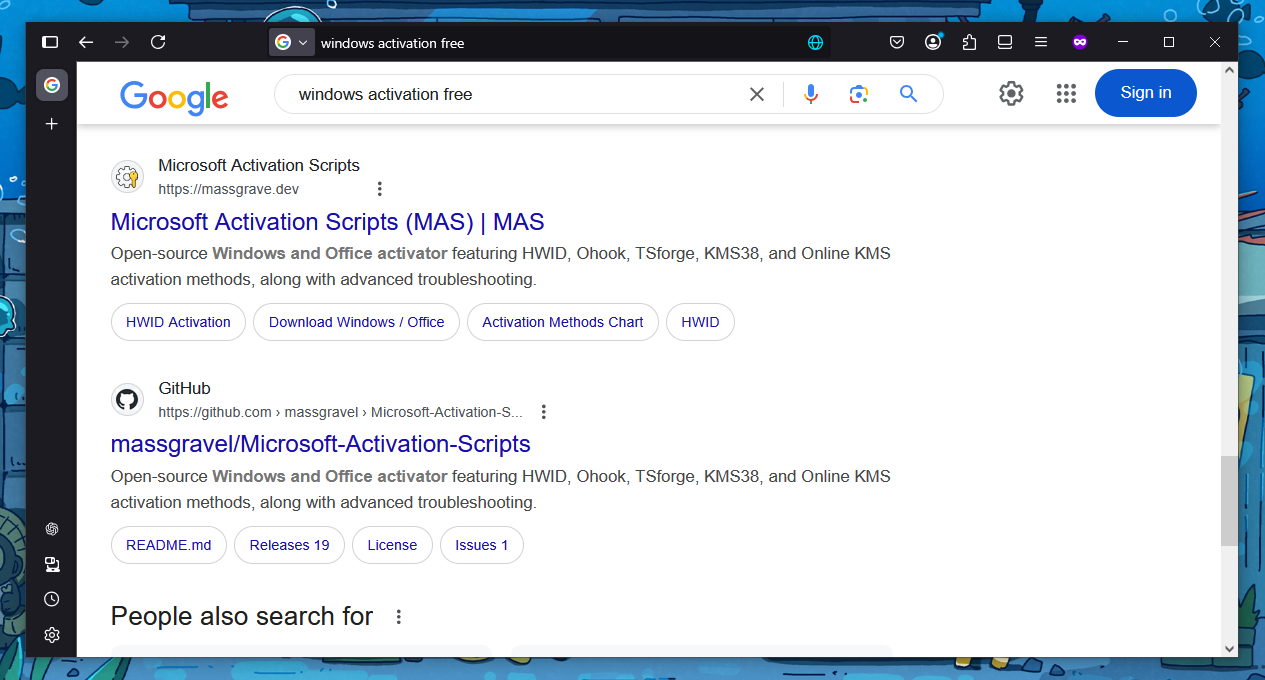 windows activation free
Google
windows activation free
Sign in
Microsoft Activation Scripts
https://massgrave.dev
Microsoft Activation Scripts (MAS) | MAS
Open-source Windows and Office activator featuring HWID, Ohook, TSforge, KMS38, and Online KMS
activation methods, along with advanced troubleshooting.
HWID Activation
Download Windows / Office
Activation Methods Chart
HWID
GitHub
https://github.com › massgravel › Microsoft-Activation-S...
massgravel/Microsoft-Activation-Scripts
Open-source Windows and Office activator featuring HWID, Ohook, TSforge, KMS38, and Online KMS
activation methods, along with advanced troubleshooting.
README.md
Releases 19
License
Issues 1
People also search for